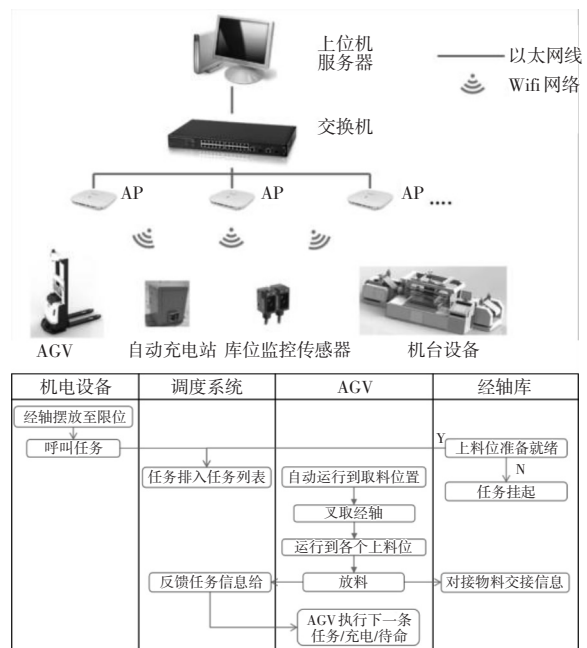 上位机
服务器
以太网线
Wifi网络
交换机
AP
AP
AP ....
AGV
自动充电站
库位监控传感器
机台设备
机电设备
调度系统
AGV
经轴库
经轴摆放至限位
呼叫任务
Y
上料位准备就绪
N
任务排入任务列表
自动运行到取料位置
任务挂起
叉取经轴
运行到各个上料位
反馈任务信息给
放料
对接物料交接信息
AGV执行下一条
任务/充电/待命